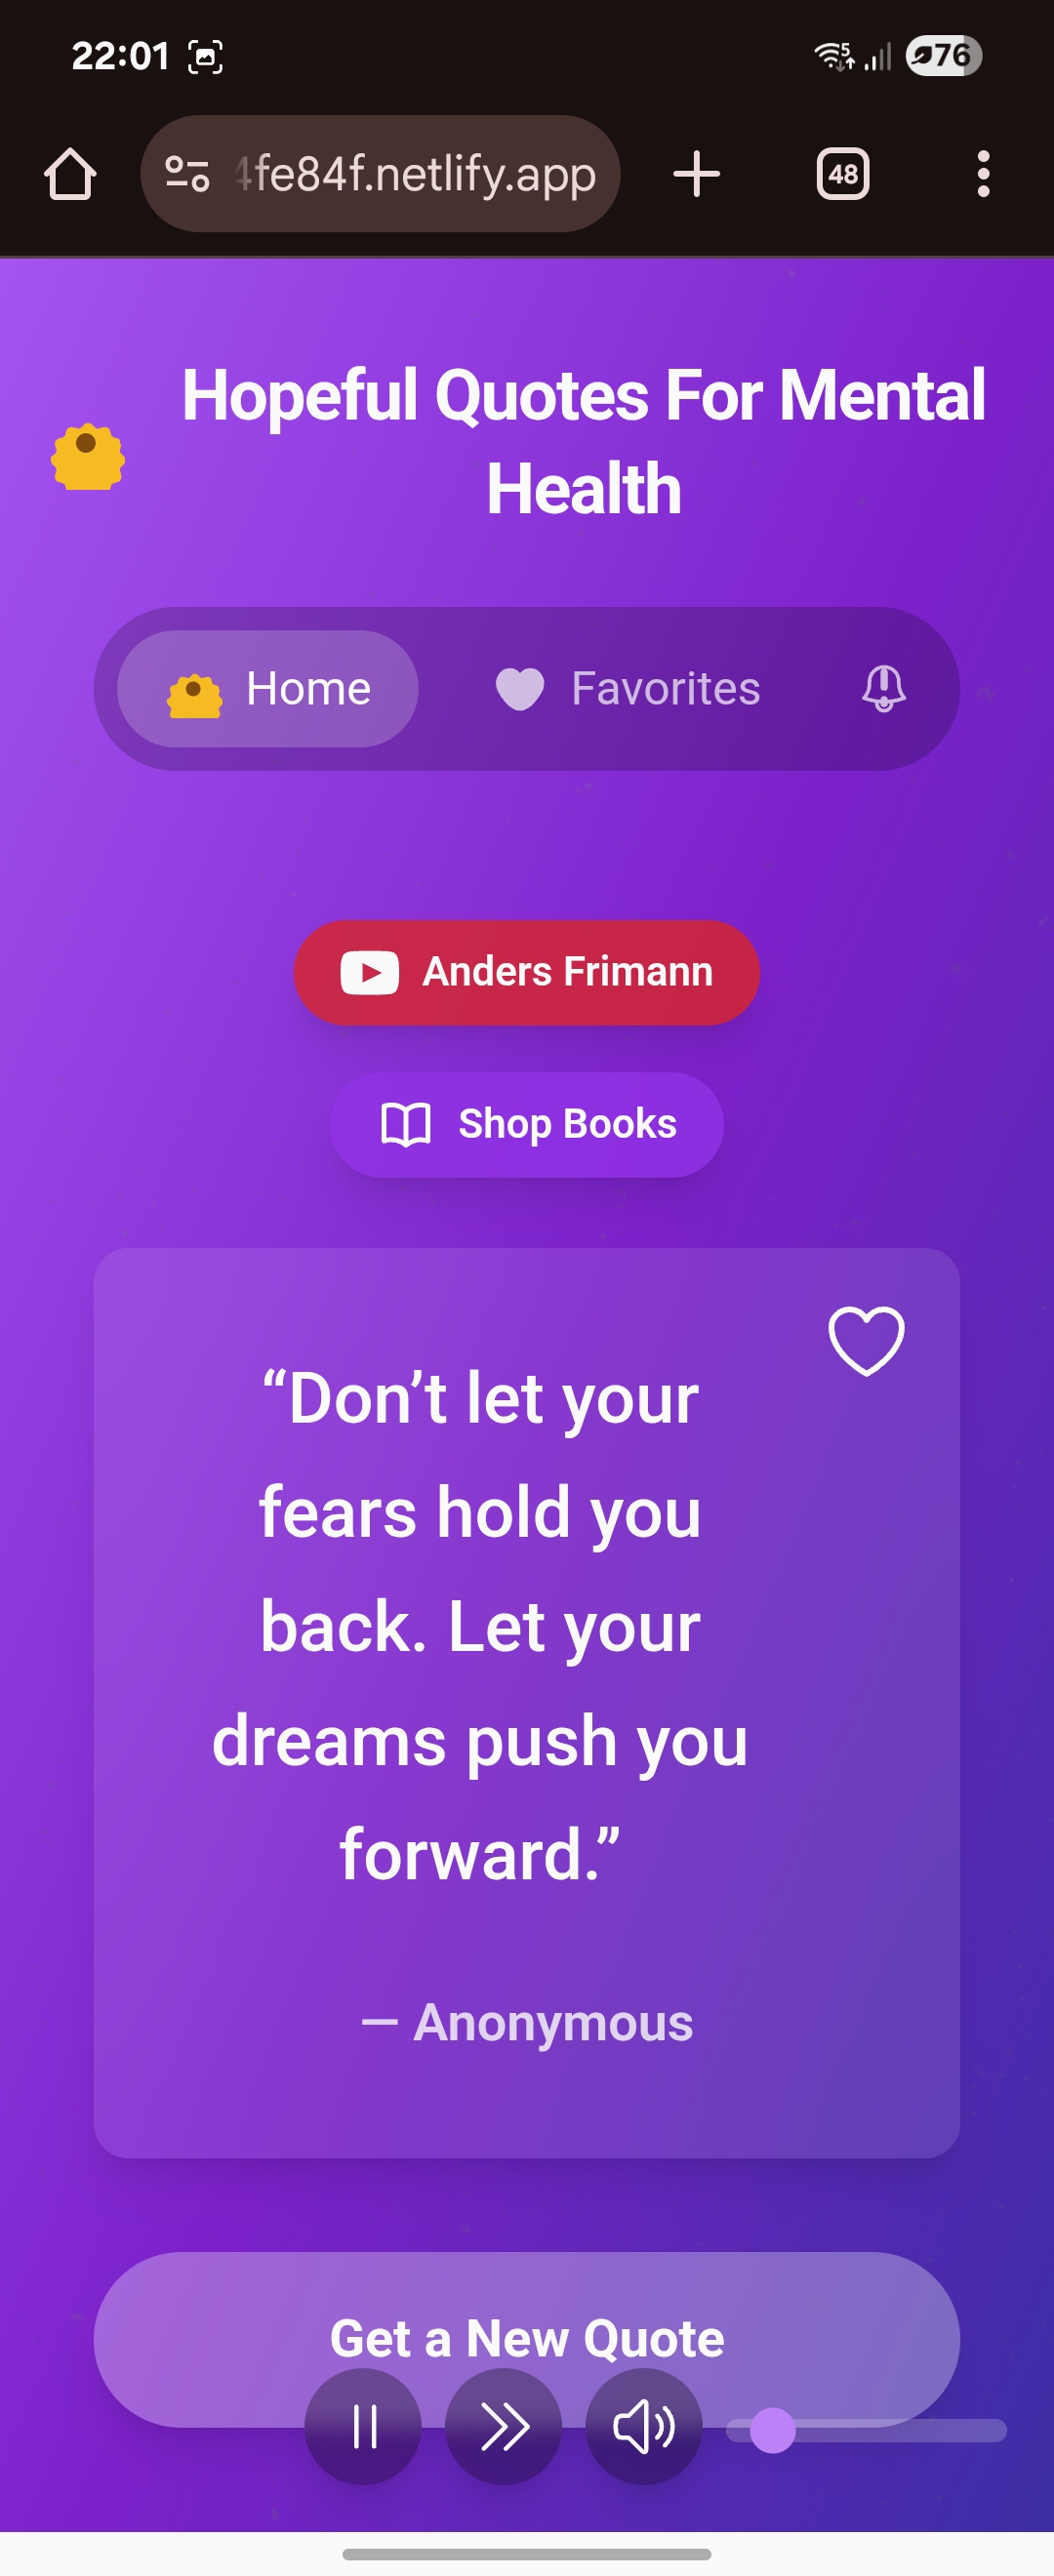 22:01
5
76
4fe84f.netlify.app
48
Hopeful Quotes For Mental
Health
Home
Favorites
Anders Frimann
Shop Books
“Don’t let your
fears hold you
back. Let your
dreams push you
forward.”
— Anonymous
Get a New Quote